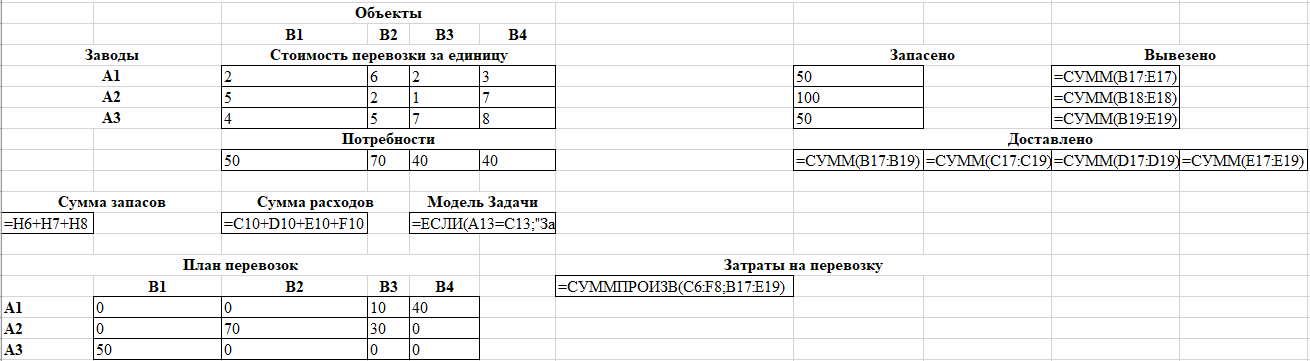 Объекты
B1 B2 B3 B4
Заводы Стоимость перевозки за единицу Запасено Вывезено
A1 2 6 2 3 50 =СУММ(B17:E17)
A2 5 2 1 7 100 =СУММ(B18:E18)
A3 4 5 7 8 50 =СУММ(B19:E19)
Потребности Доставлено
50 70 40 40 =СУММ(B17:B19) =СУММ(C17:C19) =СУММ(D17:D19) =СУММ(E17:E19)
Сумма запасов Сумма расходов Модель Задачи
=H6+H7+H8 =C10+D10+E10+F10 =ЕСЛИ(A13=C13;"За
План перевозок Затраты на перевозку
B1 B2 B3 B4 =СУММПРОИЗВ(C6:F8;B17:E19)
A1 0 0 10 40
A2 0 70 30 0
A3 50 0 0 0